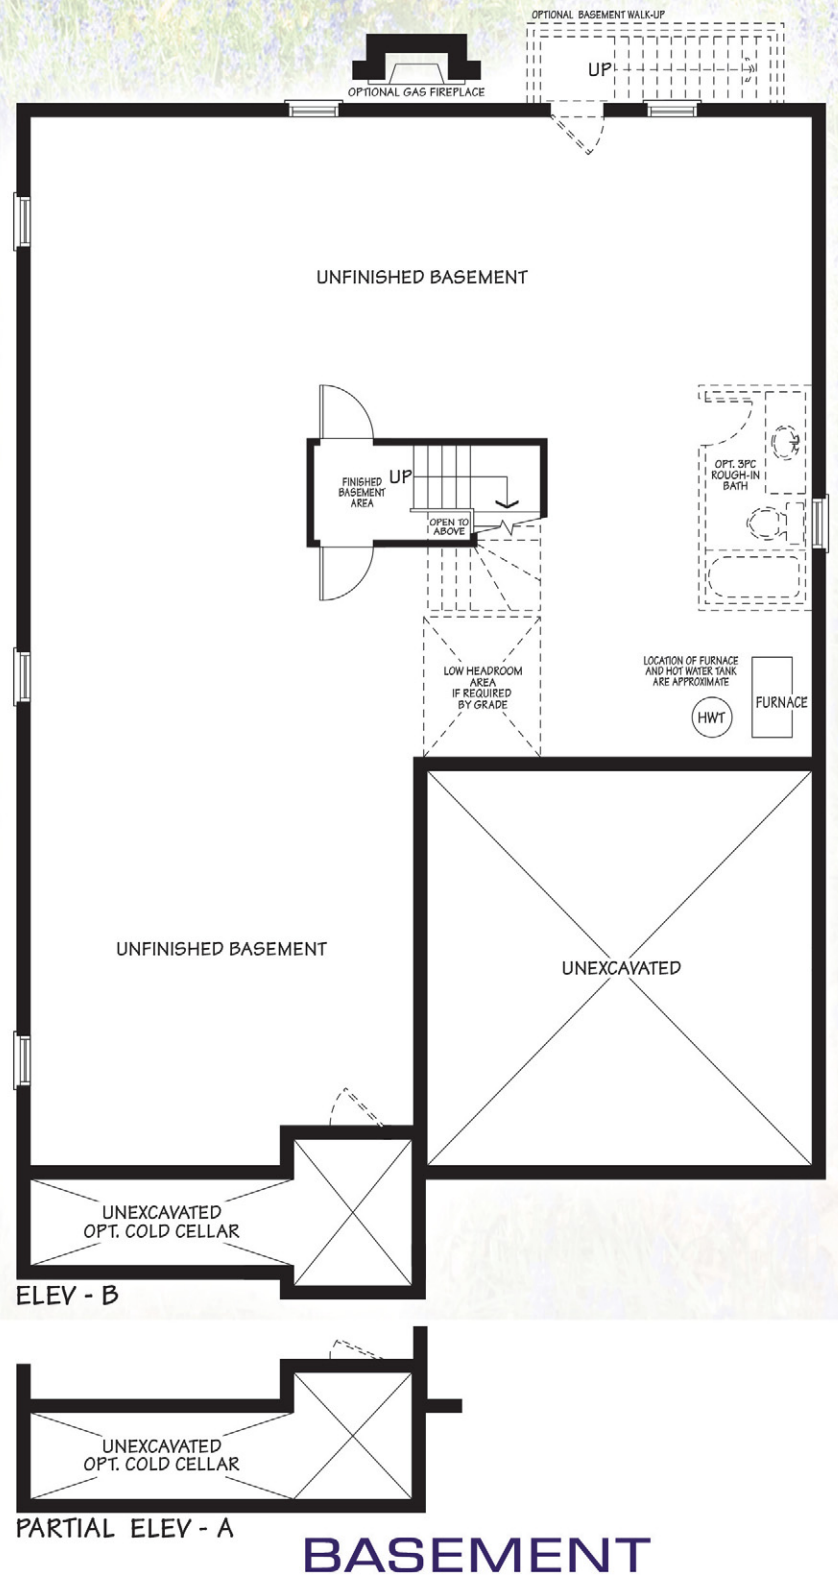 OPTIONAL BASEMENT WALK-UP
UP
OPTIONAL GAS FIREPLACE
UNFINISHED BASEMENT
FINISHED
BASEMENT
AREA
UP
OPEN TO
ABOVE
OPT. 3PC
ROUGH-IN
BATH
LOW HEADROOM
AREA
IF REQUIRED
BY GRADE
LOCATION OF FURNACE
AND HOT WATER TANK
ARE APPROXIMATE
HWT
FURNACE
UNFINISHED BASEMENT
UNEXCAVATED
UNEXCAVATED
OPT. COLD CELLAR
ELEV - B
UNEXCAVATED
OPT. COLD CELLAR
PARTIAL ELEV - A
BASEMENT